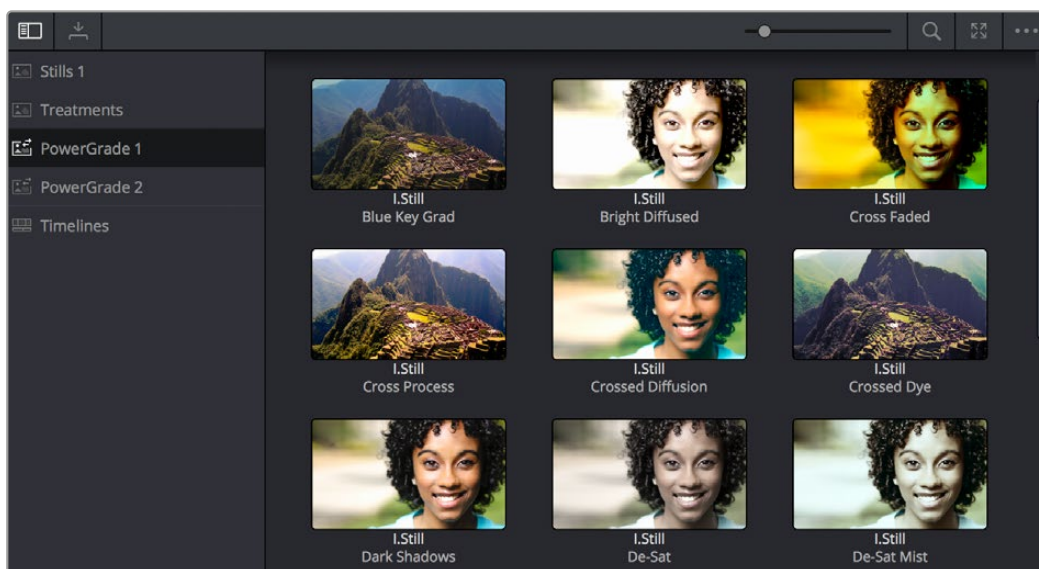 Stills 1
Treatments
PowerGrade 1
PowerGrade 2
Timelines
I.Still
Blue Key Grad
I.Still
Bright Diffused
I.Still
Cross Faded
I.Still
Cross Process
I.Still
Crossed Diffusion
I.Still
Crossed Dye
I.Still
Dark Shadows
I.Still
De-Sat
I.Still
De-Sat Mist